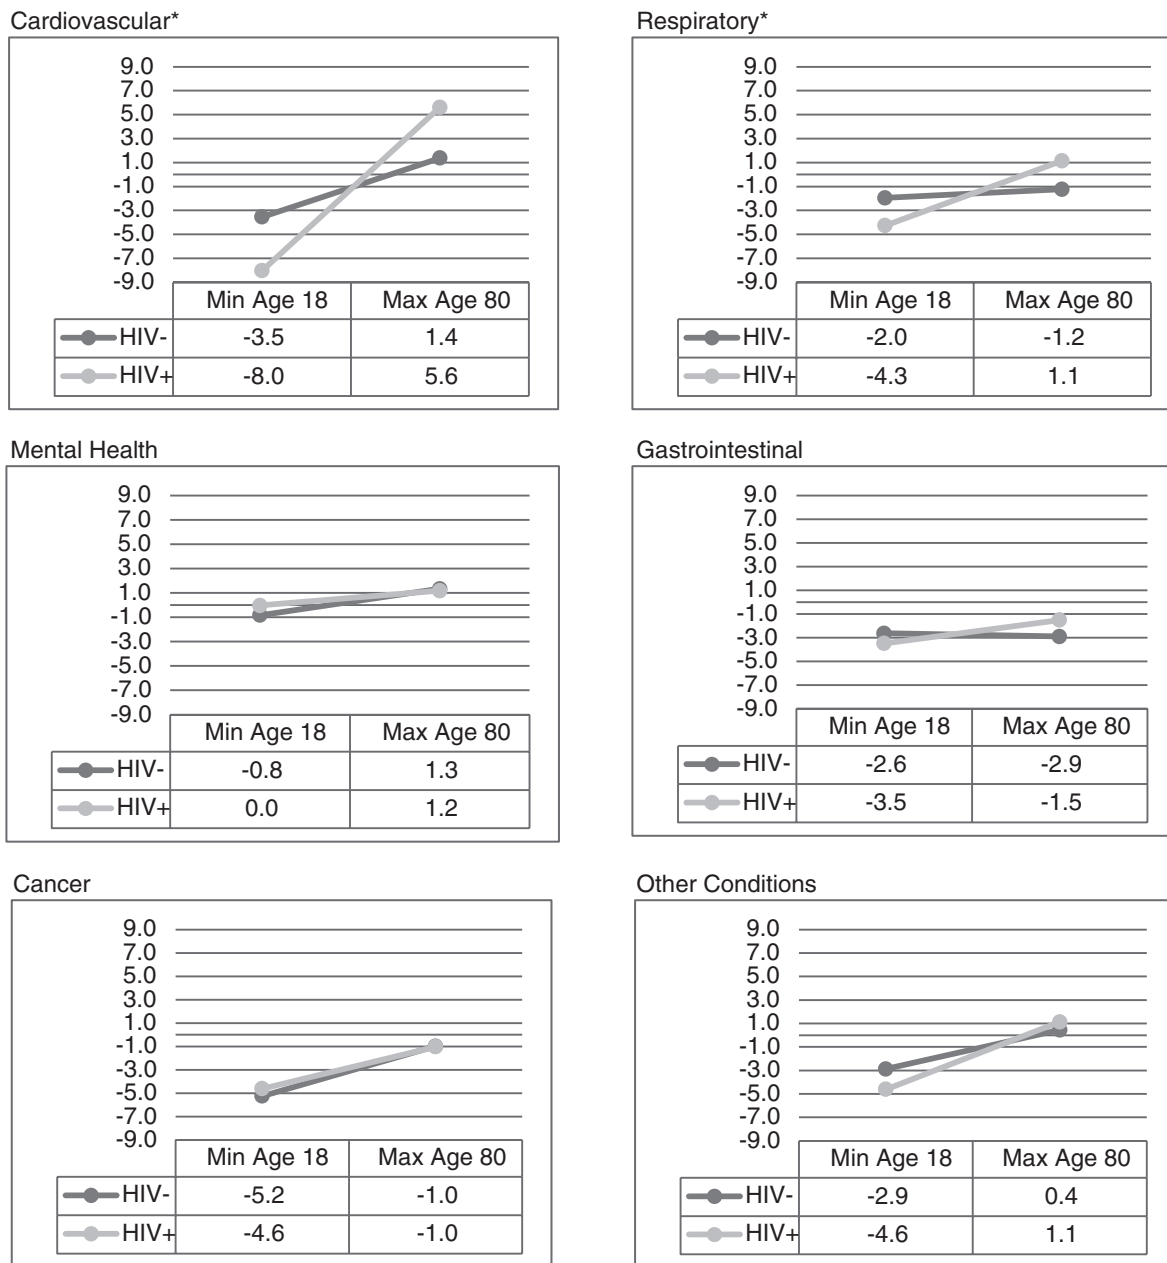 Cardiovascular*
9.0
7.0
5.0
3.0
1.0
-1.0
-3.0
-5.0
-7.0
-9.0
Min Age 18 Max Age 80
HIV- -3.5 1.4
HIV+ -8.0 5.6
Respiratory*
9.0
7.0
5.0
3.0
1.0
-1.0
-3.0
-5.0
-7.0
-9.0
Min Age 18 Max Age 80
HIV- -2.0 -1.2
HIV+ -4.3 1.1
Mental Health
9.0
7.0
5.0
3.0
1.0
-1.0
-3.0
-5.0
-7.0
-9.0
Min Age 18 Max Age 80
HIV- -0.8 1.3
HIV+ 0.0 1.2
Gastrointestinal
9.0
7.0
5.0
3.0
1.0
-1.0
-3.0
-5.0
-7.0
-9.0
Min Age 18 Max Age 80
HIV- -2.6 -2.9
HIV+ -3.5 -1.5
Cancer
9.0
7.0
5.0
3.0
1.0
-1.0
-3.0
-5.0
-7.0
-9.0
Min Age 18 Max Age 80
HIV- -5.2 -1.0
HIV+ -4.6 -1.0
Other Conditions
9.0
7.0
5.0
3.0
1.0
-1.0
-3.0
-5.0
-7.0
-9.0
Min Age 18 Max Age 80
HIV- -2.9 0.4
HIV+ -4.6 1.1